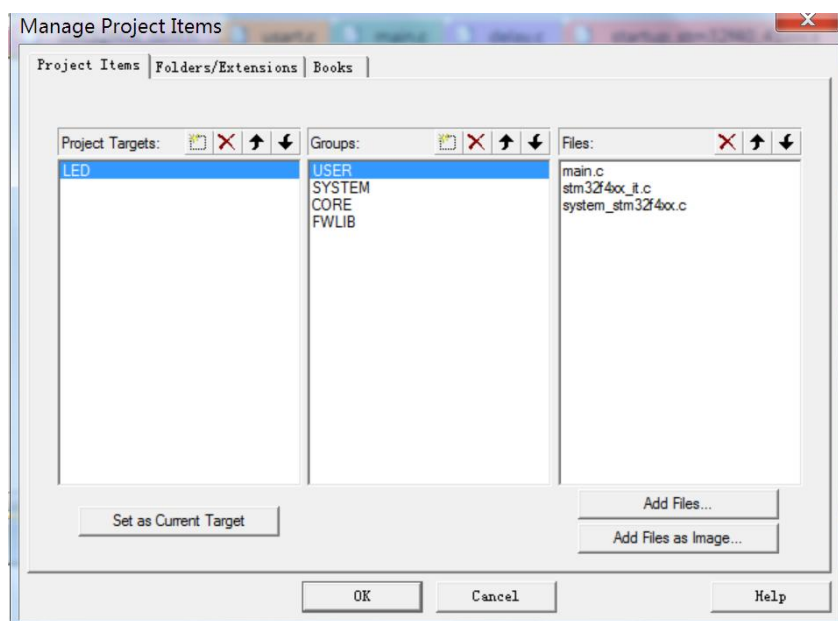 Manage Project Items
Project Items Folders/Extensions Books
Project Targets: Groups: Files:
LED
USER
SYSTEM
CORE
FWLIB
main.c
stm32f4xx_it.c
system_stm32f4xx.c
Set as Current Target
Add Files...
Add Files as Image...
OK Cancel Help